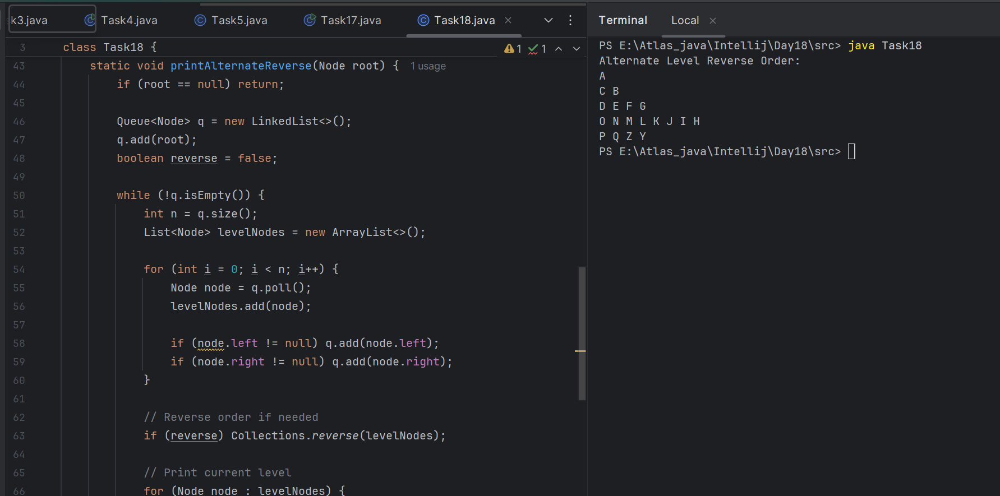 k3.java Task4.java Task5.java Task17.java Task18.java
3 class Task18 { 1 1
43 static void printAlternateReverse(Node root) { 1 usage
44 if (root == null) return;
45
46 Queue<Node> q = new LinkedList<>();
47 q.add(root);
48 boolean reverse = false;
49
50 while (!q.isEmpty()) {
51 int n = q.size();
52 List<Node> levelNodes = new ArrayList<>();
53
54 for (int i = 0; i < n; i++) {
55 Node node = q.poll();
56 levelNodes.add(node);
57
58 if (node.left != null) q.add(node.left);
59 if (node.right != null) q.add(node.right);
60 }
61
62 // Reverse order if needed
63 if (reverse) Collections.reverse(levelNodes);
64
65 // Print current level
66 for (Node node : levelNodes) {
Terminal Local
PS E:\Atlas_java\Intellij\Day18\src> java Task18
Alternate Level Reverse Order:
A
C B
D E F G
O N M L K J I H
P Q Z Y
PS E:\Atlas_java\Intellij\Day18\src>